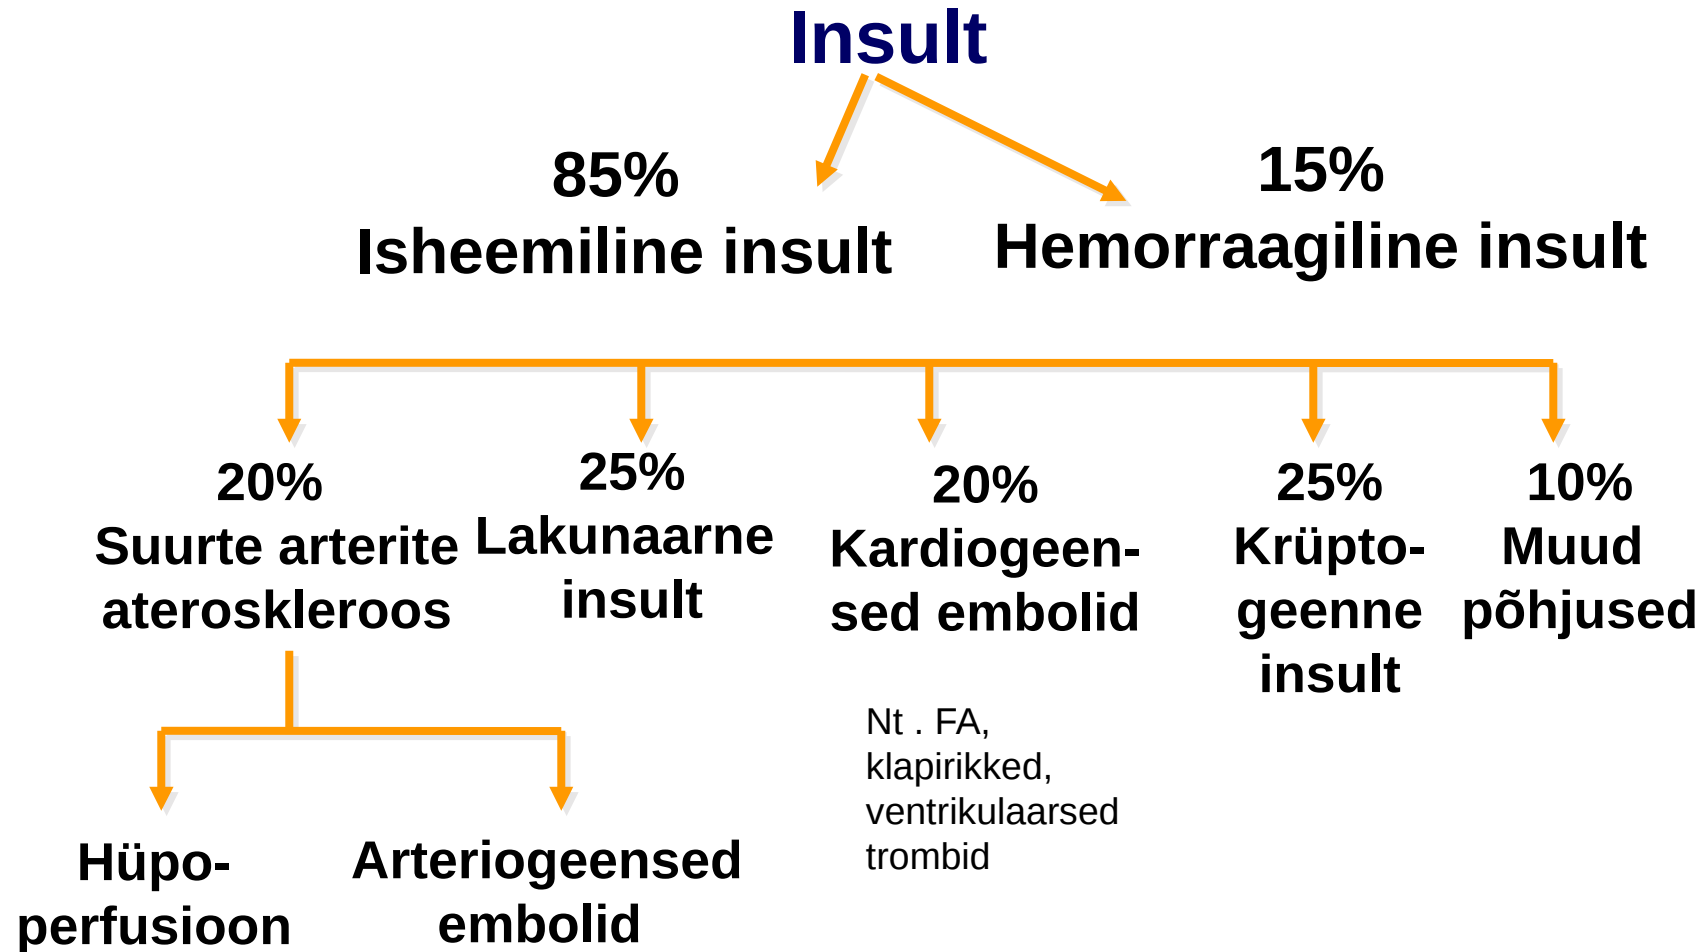 Insult
85%
Isheemiline insult
15%
Hemorraagiline insult
20%
Suurte arterite
ateroskleroos
25%
Lakunaarne
insult
20%
Kardiogeen-
sed embolid
25%
Krüpto-
geenne
insult
10%
Muud
põhjused
Nt . FA,
klapirikked,
ventrikulaarsed
trombid
Hüpo-
perfusioon
Arteriogeensed
embolid